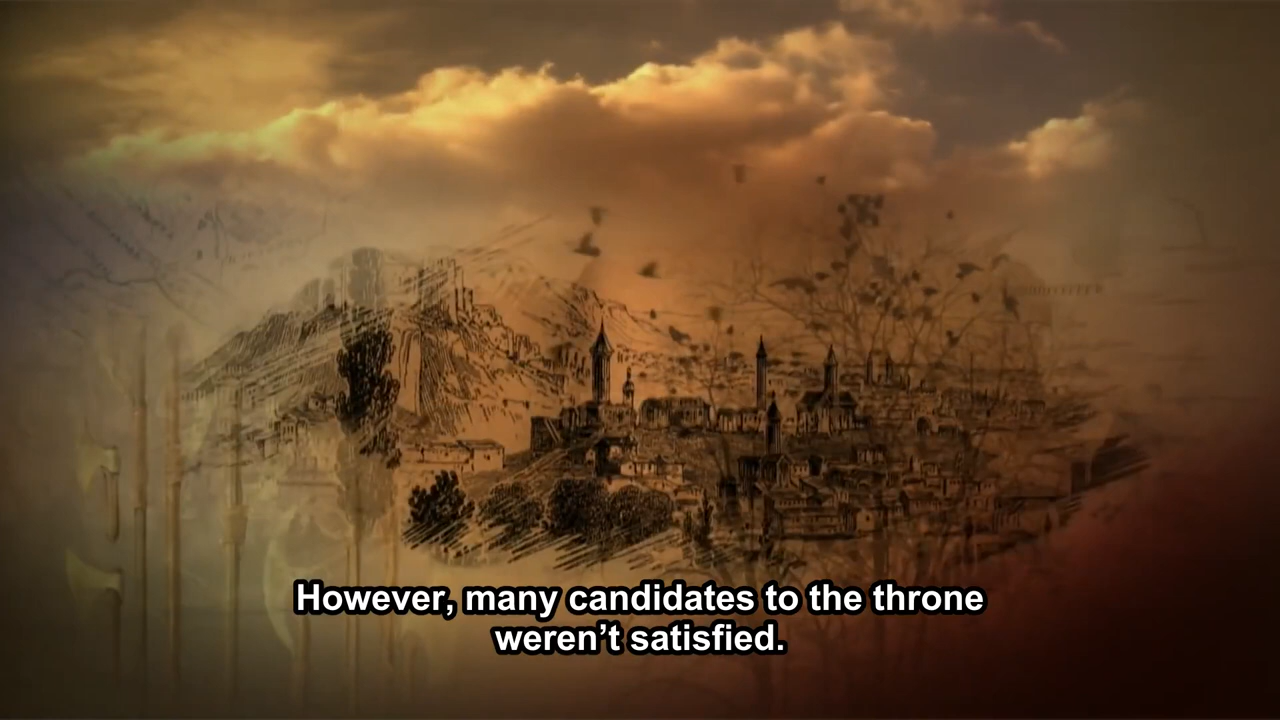 However, many candidates to the throne
weren't satisfied.